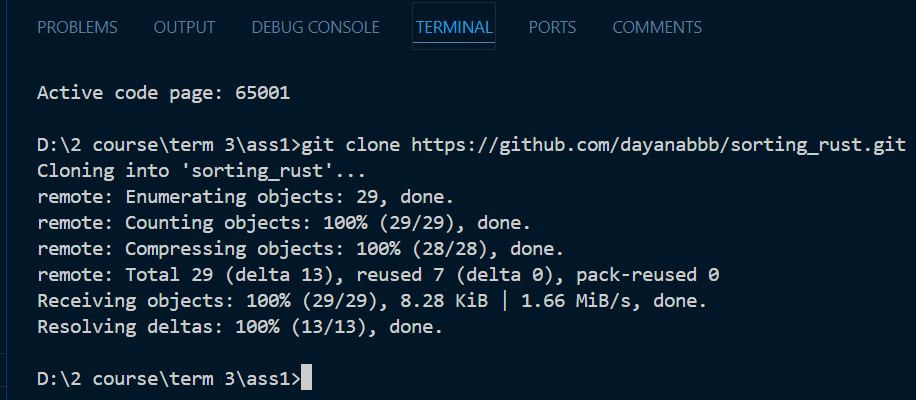 PROBLEMS OUTPUT DEBUG CONSOLE TERMINAL PORTS COMMENTS
Active code page: 65001
D:\2 course\term 3\ass1>git clone https://github.com/dayanabbb/sorting_rust.git
Cloning into 'sorting_rust'...
remote: Enumerating objects: 29, done.
remote: Counting objects: 100% (29/29), done.
remote: Compressing objects: 100% (28/28), done.
remote: Total 29 (delta 13), reused 7 (delta 0), pack-reused 0
Receiving objects: 100% (29/29), 8.28 KiB | 1.66 MiB/s, done.
Resolving deltas: 100% (13/13), done.
D:\2 course\term 3\ass1>